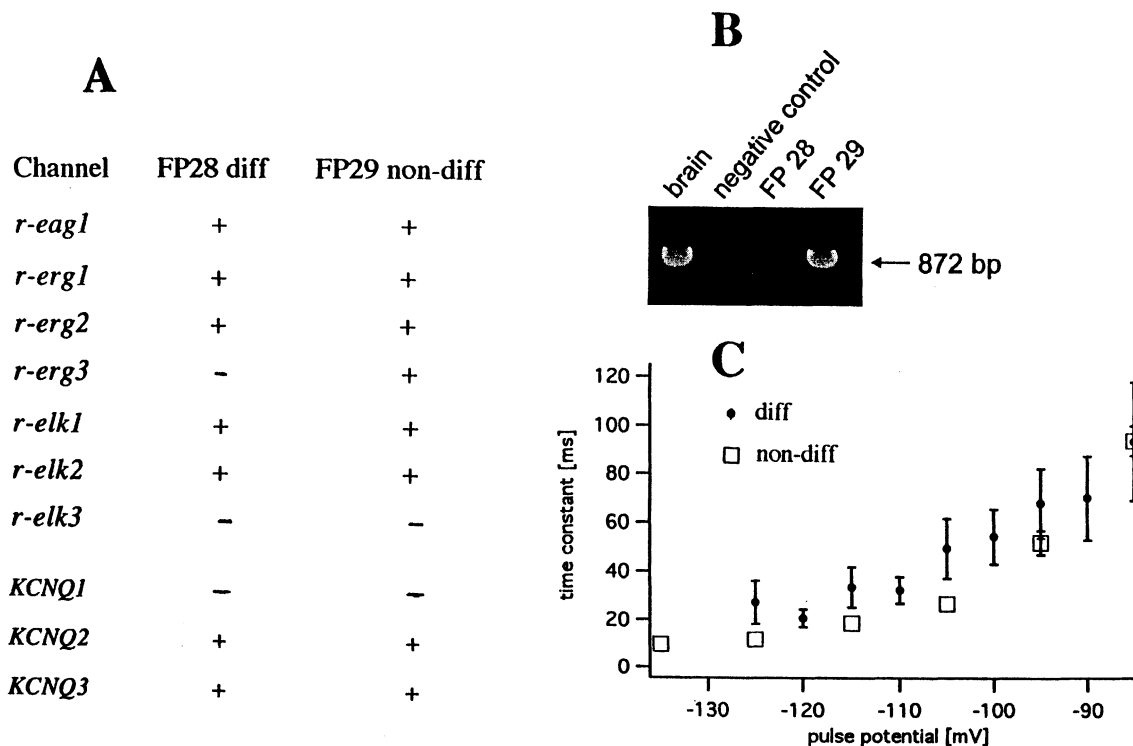 A
Channel FP28 diff FP29 non-diff
r-eag1 + +
r-erg1 + +
r-erg2 + +
r-erg3 − +
r-elk1 + +
r-elk2 + +
r-elk3 − −
KCNQ1 − −
KCNQ2 + +
KCNQ3 + +
B
brain
negative control
FP 28
FP 29
872 bp
C
diff
non-diff
time constant [ms]
120
100
80
60
40
20
0
-130 -120 -110 -100 -90
pulse potential [mV]